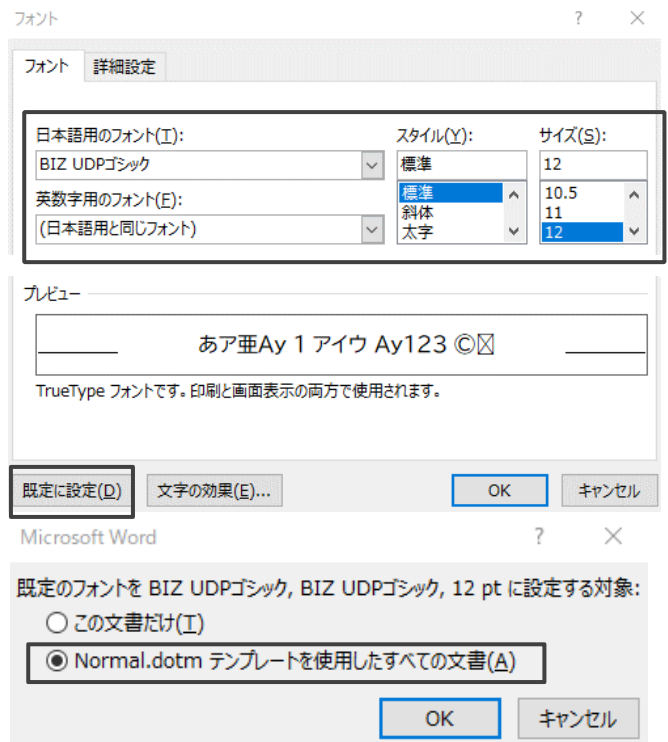 フォント ? ×
フォント 詳細設定
日本語用のフォント(T): スタイル(Y): サイズ(S):
BIZ UDPゴシック 標準 12
英数字用のフォント(F): 標準 10.5
(日本語用と同じフォント) 斜体 11
太字 12
プレビュー
あア亜Ay 1 アイウ Ay123 ©
TrueType フォントです。印刷と画面表示の両方で使用されます。
既定に設定(D) 文字の効果(E)... OK キャンセル
Microsoft Word ? ×
既定のフォントを BIZ UDPゴシック, BIZ UDPゴシック, 12 pt に設定する対象:
この文書だけ(T)
Normal.dotm テンプレートを使用したすべての文書(A)
OK キャンセル